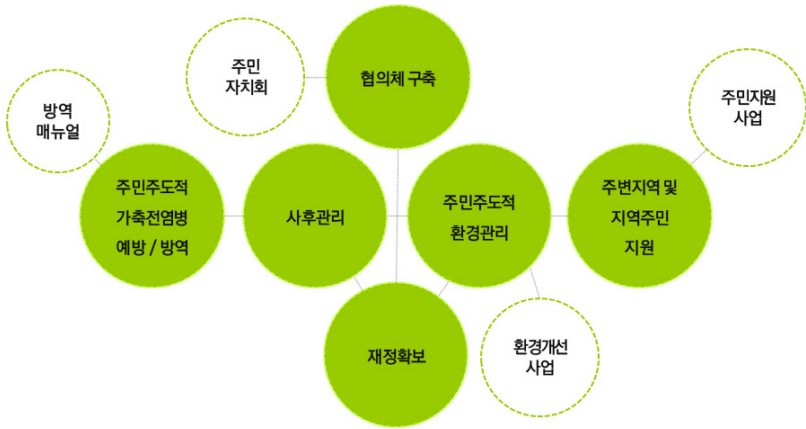 주민
자치회
협의체 구축
주민지원
사업
방역
매뉴얼
주민주도적
가축전염병
예방 / 방역
사후관리
주민주도적
환경관리
주변지역 및
지역주민
지원
재정확보
환경개선
사업